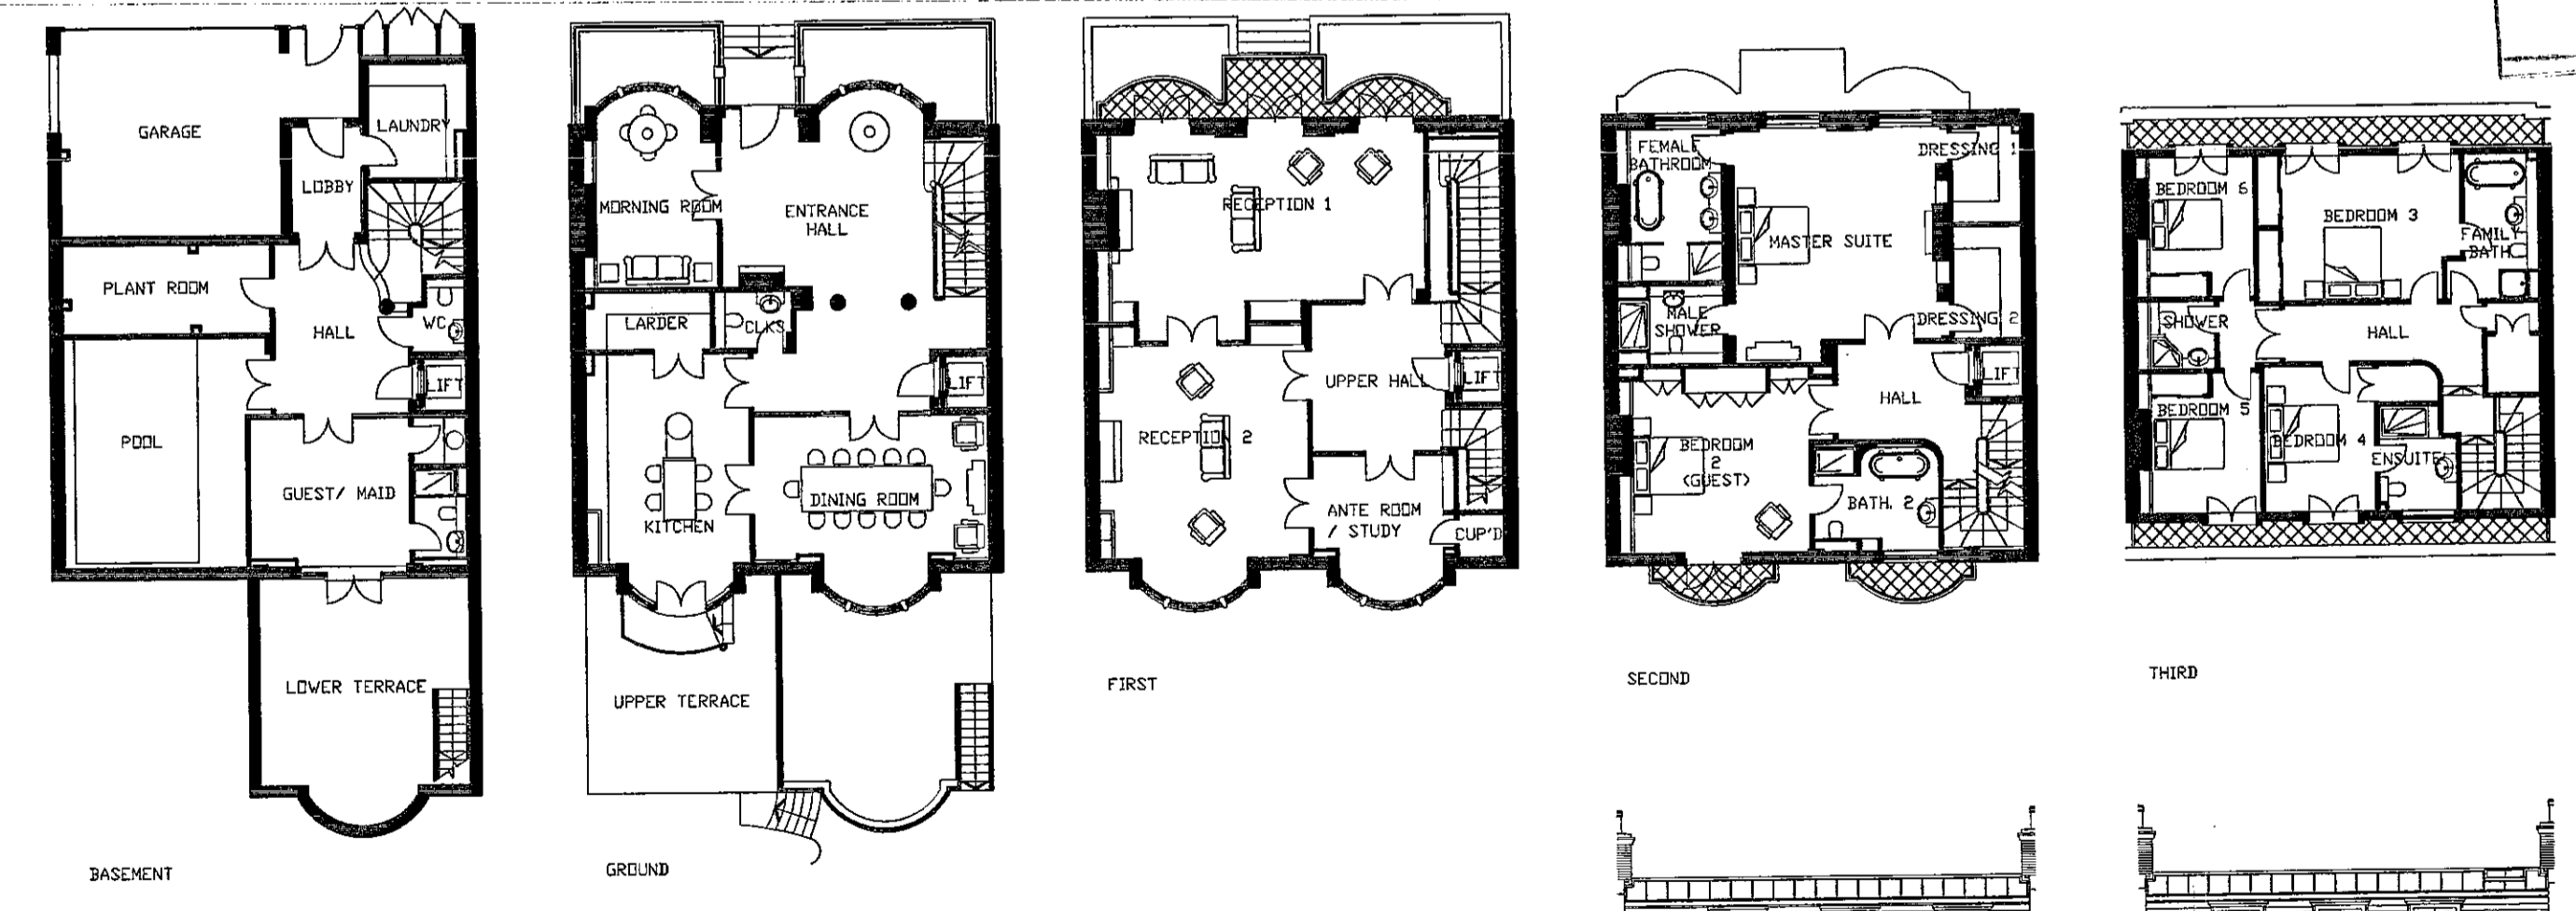 GARAGE
LAUNDRY
LOBBY
PLANT ROOM
HALL
WC
LIFT
POOL
GUEST/ MAID
LOWER TERRACE
BASEMENT
MORNING ROOM
ENTRANCE
HALL
LARDER
CLKS
LIFT
DINING ROOM
KITCHEN
UPPER TERRACE
GROUND
RECEPTION 1
UPPER HALL
LIFT
RECEPTION 2
ANTE ROOM
/ STUDY
CUP'D
FIRST
FEMALE
BATHROOM
DRESSING 1
MASTER SUITE
MALE
SHOWER
DRESSING 2
LIFT
HALL
BEDROOM
2
(GUEST)
BATH. 2
SECOND
BEDROOM 6
BEDROOM 3
FAMILY
BATH
SHOWER
HALL
BEDROOM 5
BEDROOM 4
ENSUITE
THIRD